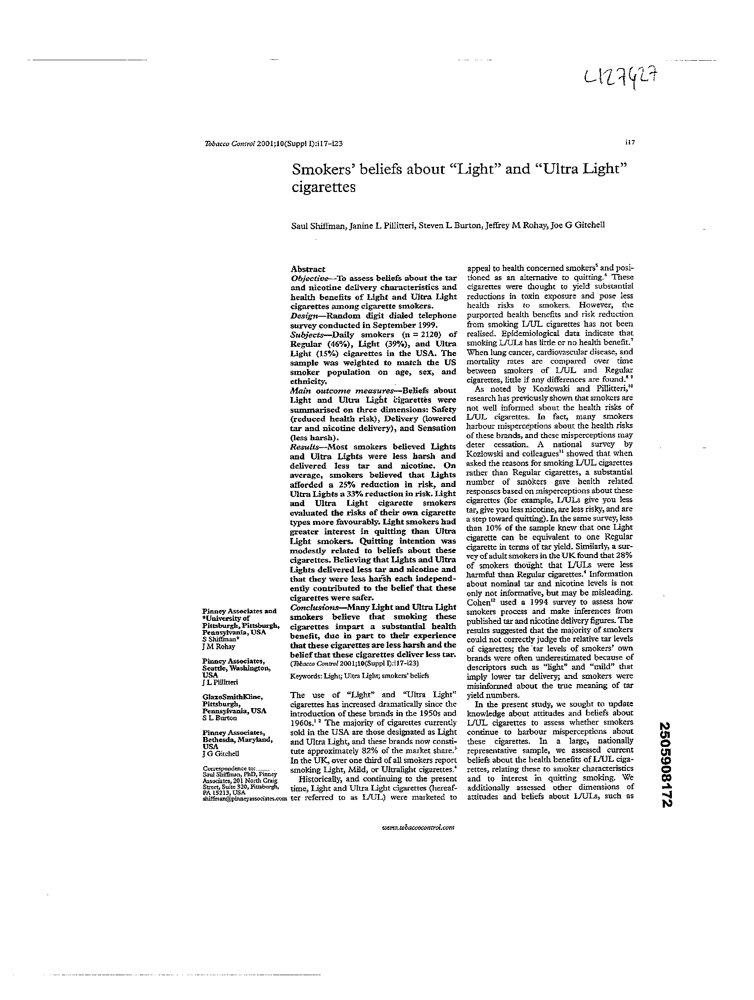 L127427
Tobacco Control 2001;10(Suppl I):i17–i23
i17
Smokers' beliefs about "Light" and "Ultra Light"
cigarettes
Saul Shiffman, Janine L Pillitteri, Steven L Burton, Jeffrey M Rohay, Joe G Gitchell
Abstract
Objective—To assess beliefs about the tar
and nicotine delivery characteristics and
health benefits of Light and Ultra Light
cigarettes among cigarette smokers.
Design—Random digit dialed telephone
survey conducted in September 1999.
Subjects—Daily smokers (n = 2120) of
Regular (46%), Light (39%), and Ultra
Light (15%) cigarettes in the USA. The
sample was weighted to match the US
smoker population on age, sex, and
ethnicity.
Main outcome measures—Beliefs about
Light and Ultra Light cigarettes were
summarised on three dimensions: Safety
(reduced health risk), Delivery (lowered
tar and nicotine delivery), and Sensation
(less harsh).
Results—Most smokers believed Lights
and Ultra Lights were less harsh and
delivered less tar and nicotine. On
average, smokers believed that Lights
afforded a 25% reduction in risk, and
Ultra Lights a 33% reduction in risk. Light
and Ultra Light cigarette smokers
evaluated the risks of their own cigarette
types more favourably. Light smokers had
greater interest in quitting than Ultra
Light smokers. Quitting intention was
modestly related to beliefs about these
cigarettes. Believing that Lights and Ultra
Lights delivered less tar and nicotine and
that they were less harsh each independ-
ently contributed to the belief that these
cigarettes were safer.
Conclusions—Many Light and Ultra Light
smokers believe that smoking these
cigarettes impart a substantial health
benefit, due in part to their experience
that these cigarettes are less harsh and the
belief that these cigarettes deliver less tar.
(Tobacco Control 2001;10(Suppl I):i17–i23)
Keywords: Light; Ultra Light; smokers' beliefs
The use of "Light" and "Ultra Light"
cigarettes has increased dramatically since the
introduction of these brands in the 1950s and
1960s.1 2 The majority of cigarettes currently
sold in the USA are those designated as Light
and Ultra Light, and these brands now consti-
tute approximately 82% of the market share.3
In the UK, over one third of all smokers report
smoking Light, Mild, or Ultralight cigarettes.4
Historically, and continuing to the present
time, Light and Ultra Light cigarettes (hereaf-
ter referred to as L/UL) were marketed to
appeal to health concerned smokers5 and posi-
tioned as an alternative to quitting.6 These
cigarettes were thought to yield substantial
reductions in toxin exposure and pose less
health risks to smokers. However, the
purported health benefits and risk reduction
from smoking L/UL cigarettes has not been
realised. Epidemiological data indicate that
smoking L/ULs has little or no health benefit.7
When lung cancer, cardiovascular disease, and
mortality rates are compared over time
between smokers of L/UL and Regular
cigarettes, little if any differences are found.8 9
As noted by Kozlowski and Pillitteri,10
research has previously shown that smokers are
not well informed about the health risks of
L/UL cigarettes. In fact, many smokers
harbour misperceptions about the health risks
of these brands, and these misperceptions may
deter cessation. A national survey by
Kozlowski and colleagues11 showed that when
asked the reasons for smoking L/UL cigarettes
rather than Regular cigarettes, a substantial
number of smokers gave health related
responses based on misperceptions about these
cigarettes (for example, L/ULs give you less
tar, give you less nicotine, are less risky, and are
a step toward quitting). In the same survey, less
than 10% of the sample knew that one Light
cigarette can be equivalent to one Regular
cigarette in terms of tar yield. Similarly, a sur-
vey of adult smokers in the UK found that 28%
of smokers thought that L/ULs were less
harmful than Regular cigarettes.4 Information
about nominal tar and nicotine levels is not
only not informative, but may be misleading.
Cohen12 used a 1994 survey to assess how
smokers process and make inferences from
published tar and nicotine delivery figures. The
results suggested that the majority of smokers
could not correctly judge the relative tar levels
of cigarettes; the tar levels of smokers' own
brands were often underestimated because of
descriptors such as "light" and "mild" that
imply lower tar delivery; and smokers were
misinformed about the true meaning of tar
yield numbers.
In the present study, we sought to update
knowledge about attitudes and beliefs about
L/UL cigarettes to assess whether smokers
continue to harbour misperceptions about
these cigarettes. In a large, nationally
representative sample, we assessed current
beliefs about the health benefits of L/UL ciga-
rettes, relating these to smoker characteristics
and to interest in quitting smoking. We
additionally assessed other dimensions of
attitudes and beliefs about L/ULs, such as
Pinney Associates and
*University of
Pittsburgh, Pittsburgh,
Pennsylvania, USA
S Shiffman*
J M Rohay
Pinney Associates,
Seattle, Washington,
USA
J L Pillitteri
GlaxoSmithKline,
Pittsburgh,
Pennsylvania, USA
S L Burton
Pinney Associates,
Bethesda, Maryland,
USA
J G Gitchell
Correspondence to:
Saul Shiffman, PhD, Pinney
Associates, 201 North Craig
Street, Suite 320, Pittsburgh,
PA 15213, USA
shiffman@pinneyassociates.com
www.tobaccocontrol.com
2505908172